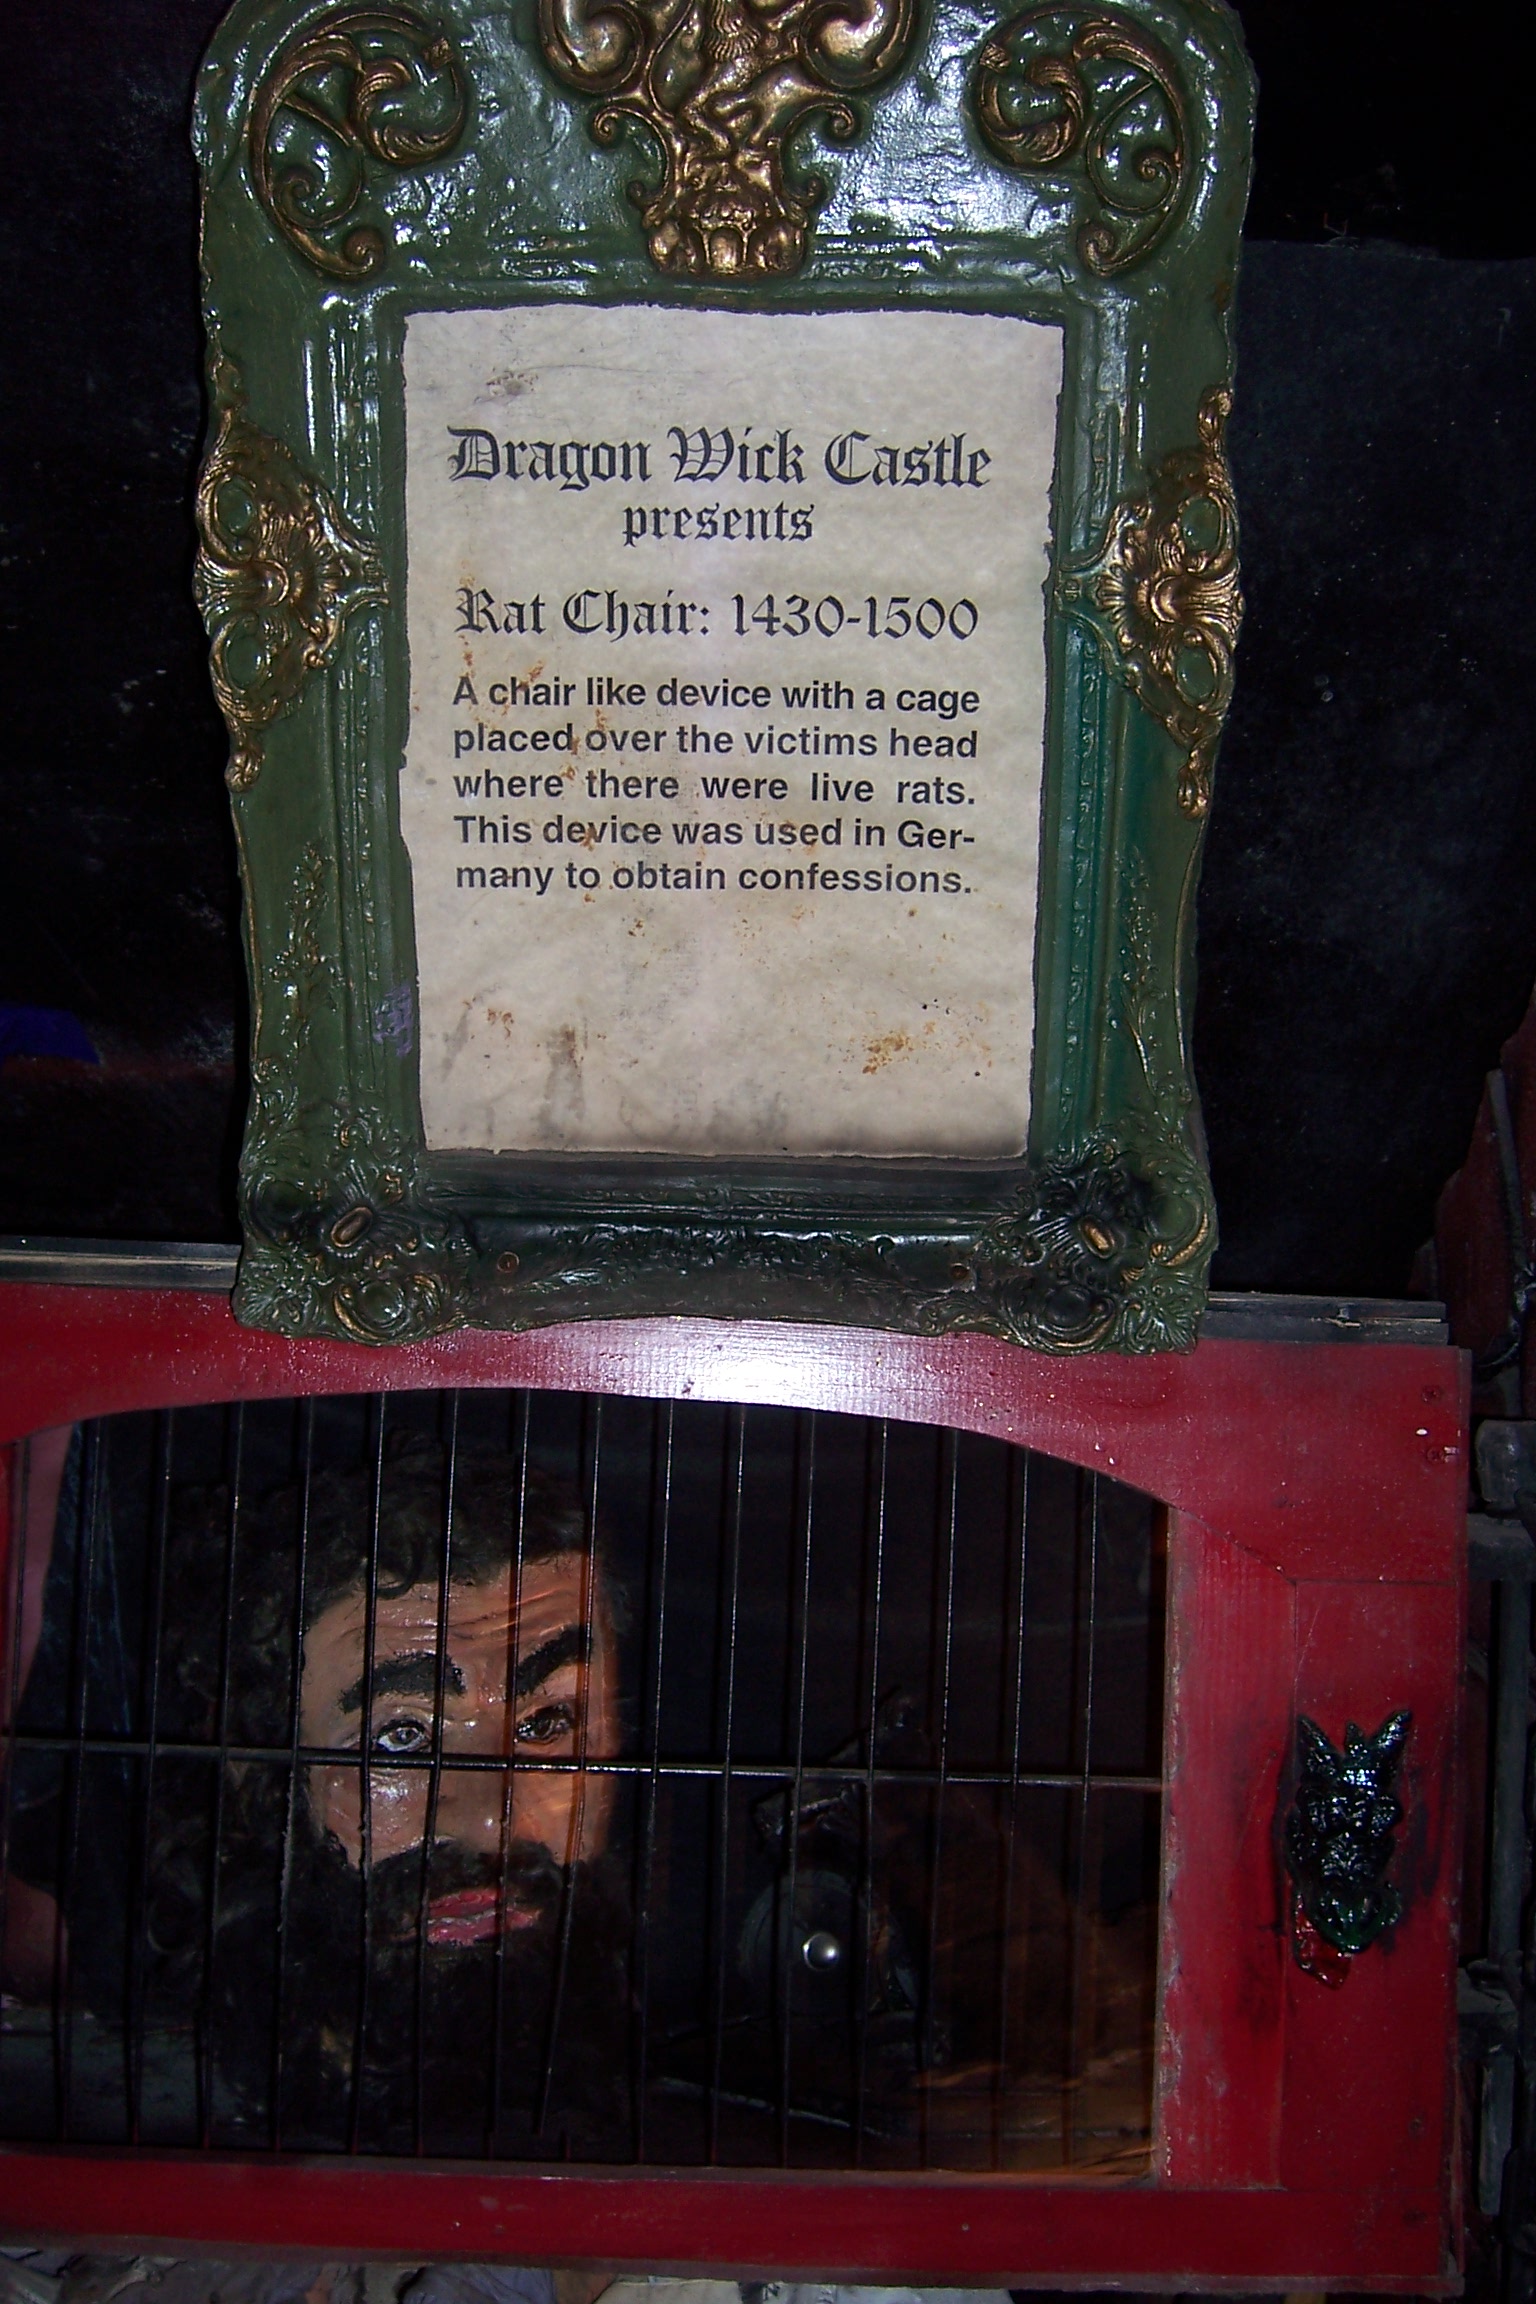 Dragon Wick Castle
presents
Rat Chair: 1430-1500
A chair like device with a cage
placed over the victims head
where there were live rats.
This device was used in Ger-
many to obtain confessions.